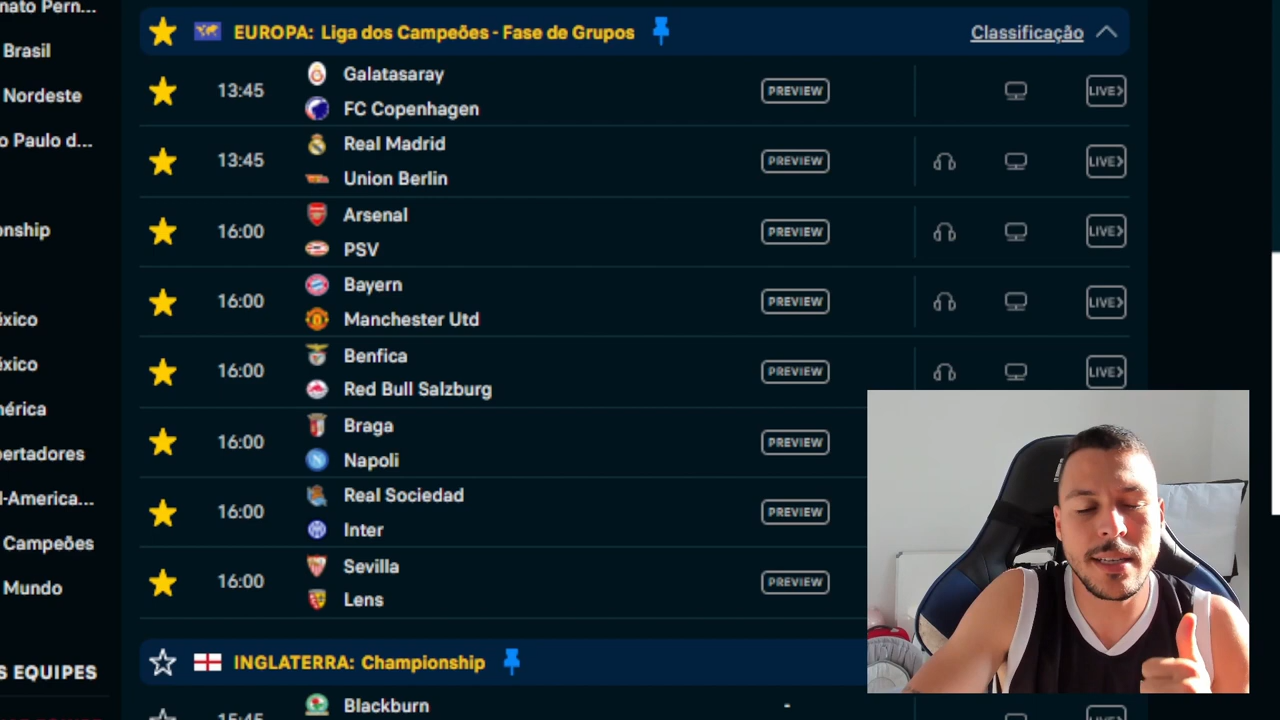 nato Pern...
Brasil
Nordeste
o Paulo d...
onship
éxico
éxico
mérica
ertadores
l-America...
Campeões
Mundo
S EQUIPES
EUROPA: Liga dos Campeões - Fase de Grupos
Classificação
13:45
Galatasaray
FC Copenhagen
PREVIEW
LIVE
13:45
Real Madrid
Union Berlin
PREVIEW
LIVE
16:00
Arsenal
PSV
PREVIEW
LIVE
16:00
Bayern
Manchester Utd
PREVIEW
LIVE
16:00
Benfica
Red Bull Salzburg
PREVIEW
LIVE
16:00
Braga
Napoli
PREVIEW
16:00
Real Sociedad
Inter
PREVIEW
16:00
Sevilla
Lens
PREVIEW
INGLATERRA: Championship
Blackburn
-